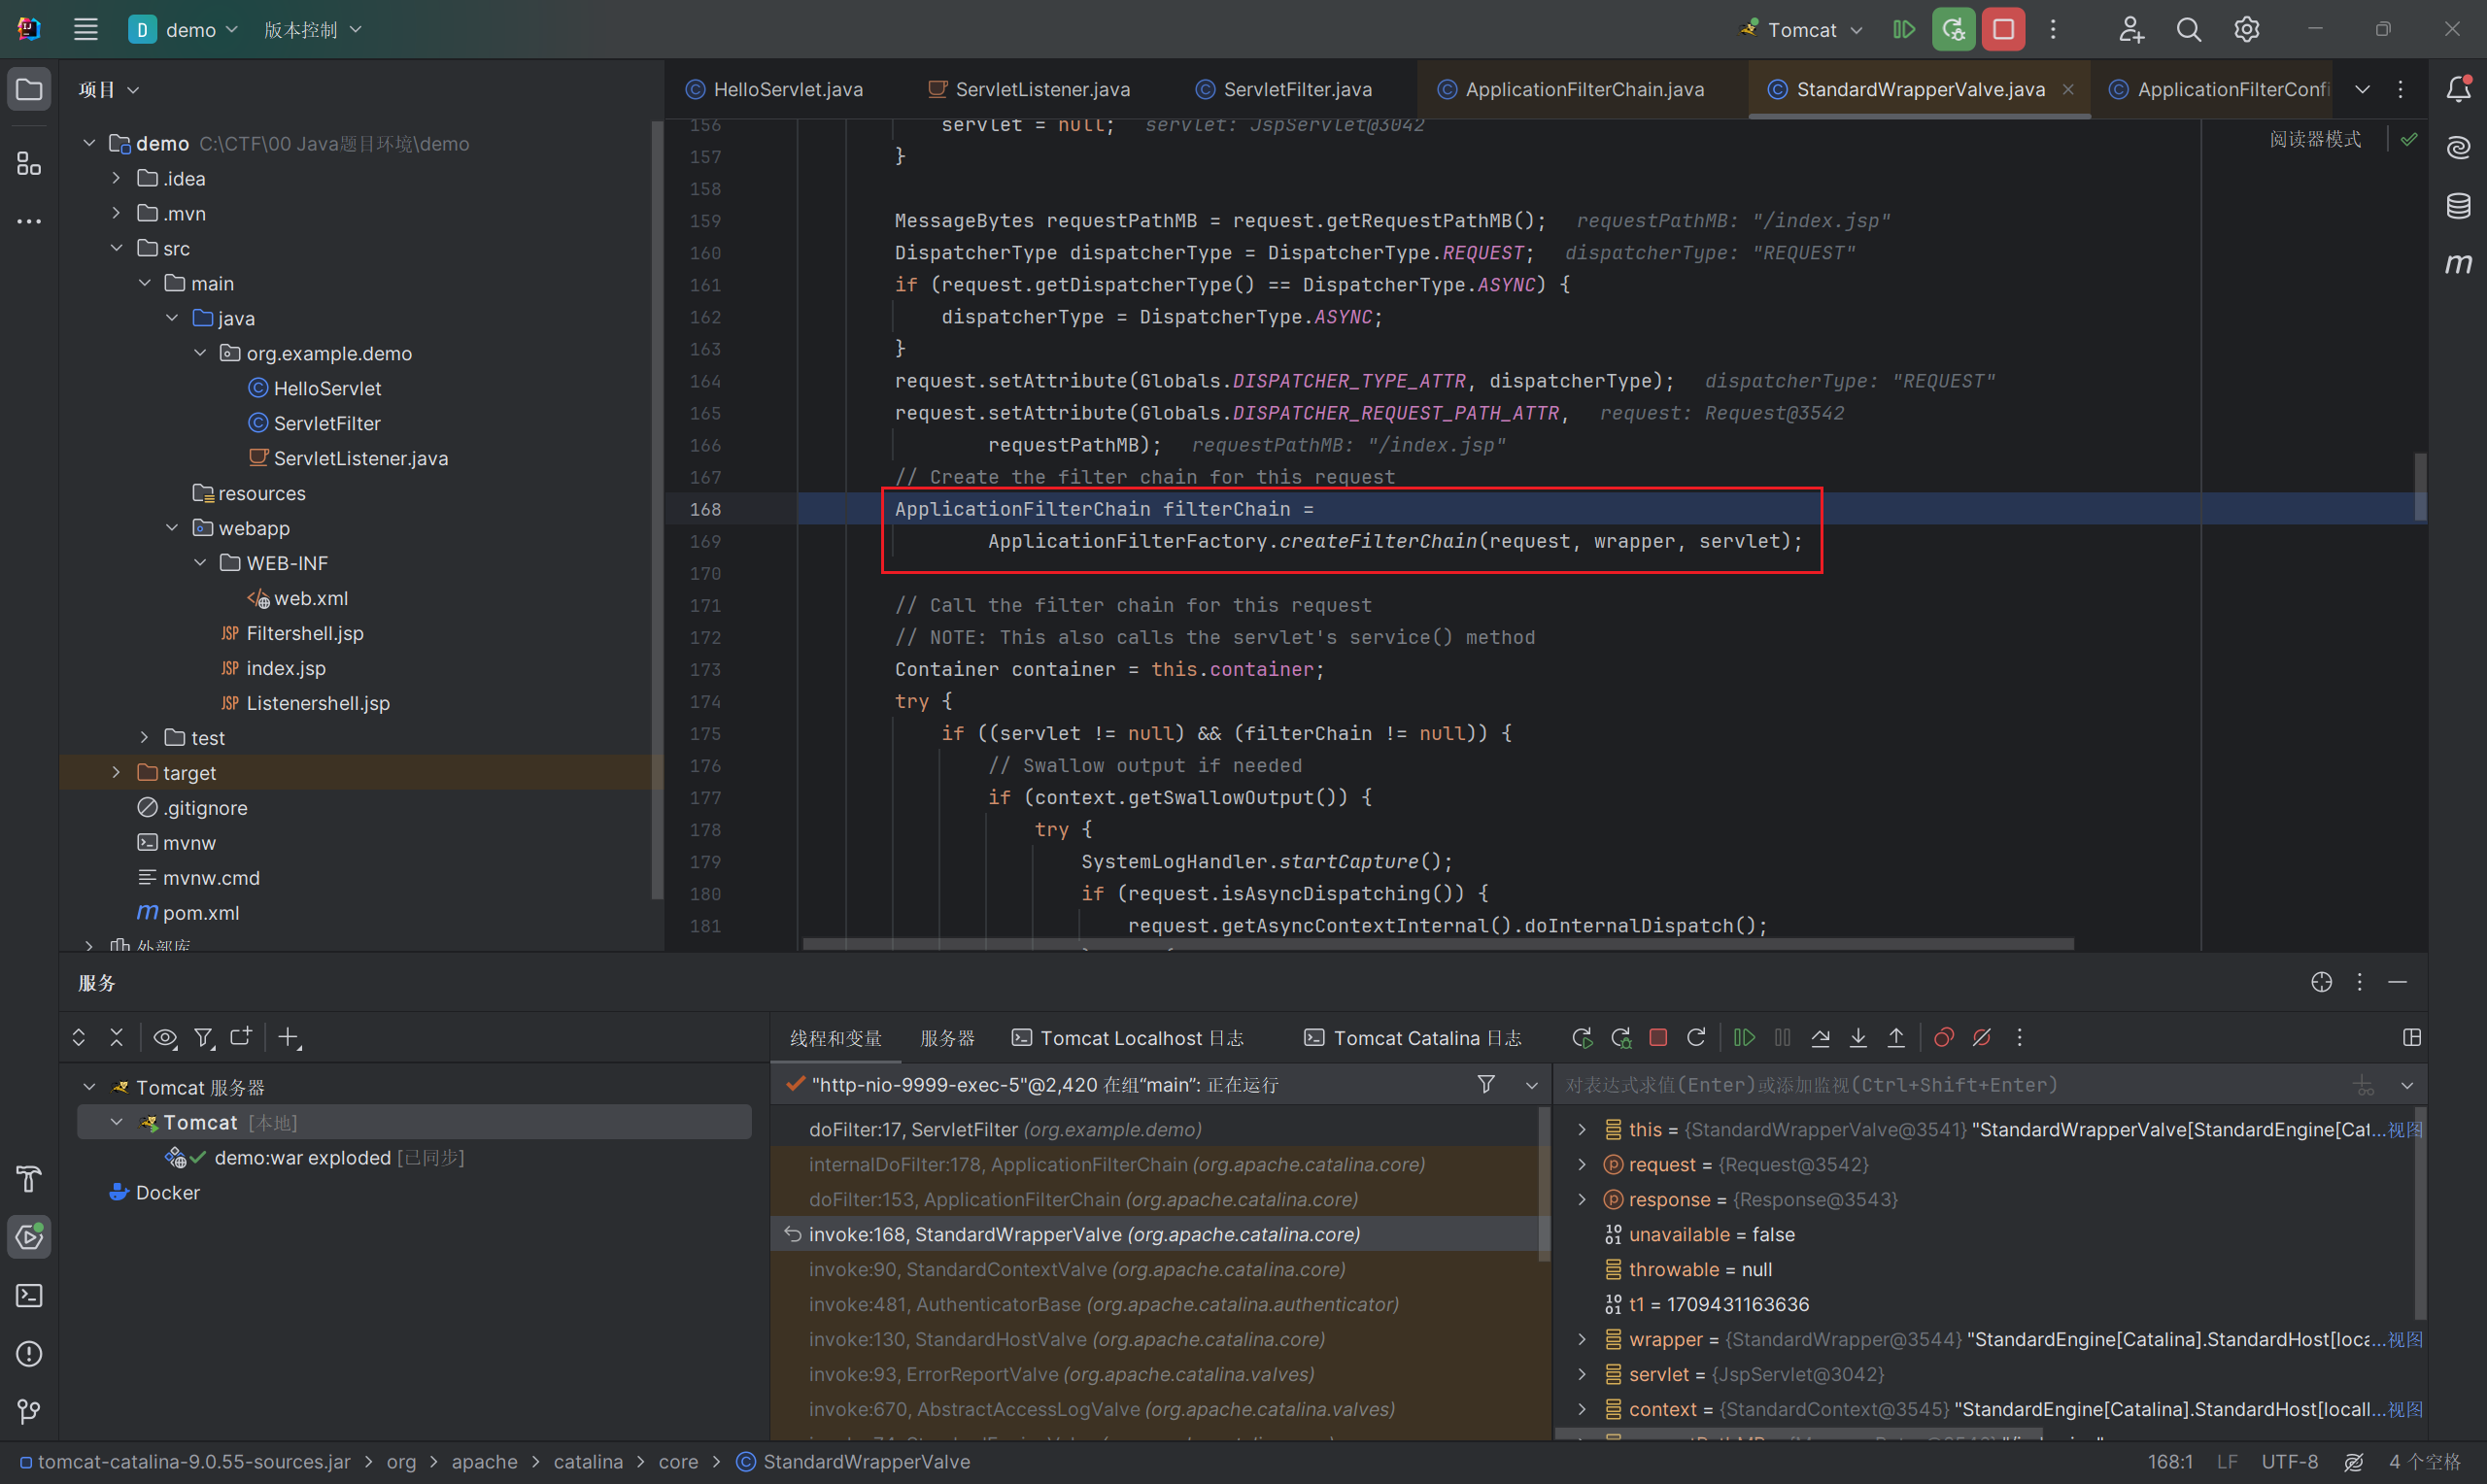 D demo 版本控制 Tomcat
项目
demo C:\CTF\00 Java题目环境\demo
.idea
.mvn
src
main
java
org.example.demo
HelloServlet
ServletFilter
ServletListener.java
resources
webapp
WEB-INF
web.xml
JSP Filtershell.jsp
JSP index.jsp
JSP Listenershell.jsp
test
target
.gitignore
mvnw
mvnw.cmd
m pom.xml
外部库
HelloServlet.java ServletListener.java ServletFilter.java ApplicationFilterChain.java StandardWrapperValve.java ApplicationFilterConfi
阅读器模式
156 servlet = null; servlet: JspServlet@3042
157 }
158
159 MessageBytes requestPathMB = request.getRequestPathMB(); requestPathMB: "/index.jsp"
160 DispatcherType dispatcherType = DispatcherType.REQUEST; dispatcherType: "REQUEST"
161 if (request.getDispatcherType() == DispatcherType.ASYNC) {
162 dispatcherType = DispatcherType.ASYNC;
163 }
164 request.setAttribute(Globals.DISPATCHER_TYPE_ATTR, dispatcherType); dispatcherType: "REQUEST"
165 request.setAttribute(Globals.DISPATCHER_REQUEST_PATH_ATTR, request: Request@3542
166 requestPathMB); requestPathMB: "/index.jsp"
167 // Create the filter chain for this request
168 ApplicationFilterChain filterChain =
169 ApplicationFilterFactory.createFilterChain(request, wrapper, servlet);
170
171 // Call the filter chain for this request
172 // NOTE: This also calls the servlet's service() method
173 Container container = this.container;
174 try {
175 if ((servlet != null) && (filterChain != null)) {
176 // Swallow output if needed
177 if (context.getSwallowOutput()) {
178 try {
179 SystemLogHandler.startCapture();
180 if (request.isAsyncDispatching()) {
181 request.getAsyncContextInternal().doInternalDispatch();
服务
Tomcat 服务器
Tomcat [本地]
demo:war exploded [已同步]
Docker
线程和变量 服务器 Tomcat Localhost 日志 Tomcat Catalina 日志
"http-nio-9999-exec-5"@2,420 在组“main”: 正在运行
doFilter:17, ServletFilter (org.example.demo)
internalDoFilter:178, ApplicationFilterChain (org.apache.catalina.core)
doFilter:153, ApplicationFilterChain (org.apache.catalina.core)
invoke:168, StandardWrapperValve (org.apache.catalina.core)
invoke:90, StandardContextValve (org.apache.catalina.core)
invoke:481, AuthenticatorBase (org.apache.catalina.authenticator)
invoke:130, StandardHostValve (org.apache.catalina.core)
invoke:93, ErrorReportValve (org.apache.catalina.valves)
invoke:670, AbstractAccessLogValve (org.apache.catalina.valves)
对表达式求值(Enter)或添加监视(Ctrl+Shift+Enter)
this = {StandardWrapperValve@3541} "StandardWrapperValve[StandardEngine[Cat...视图
request = {Request@3542}
response = {Response@3543}
unavailable = false
throwable = null
t1 = 1709431163636
wrapper = {StandardWrapper@3544} "StandardEngine[Catalina].StandardHost[loca...视图
servlet = {JspServlet@3042}
context = {StandardContext@3545} "StandardEngine[Catalina].StandardHost[locall...视图
tomcat-catalina-9.0.55-sources.jar > org > apache > catalina > core > StandardWrapperValve
168:1 LF UTF-8 4 个空格